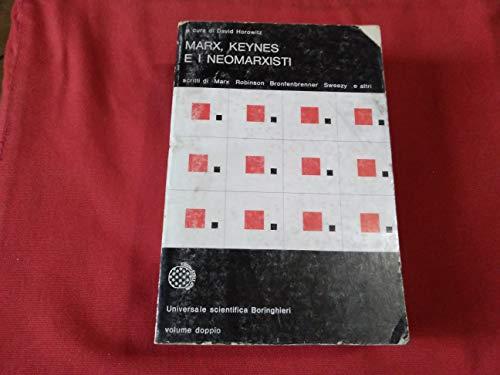 a cura di David Horowitz
MARX, KEYNES
E I NEOMARXISTI
scritti di Marx Robinson Bronfenbrenner Sweezy e altri
Universale scientifica Boringhieri
volume doppio